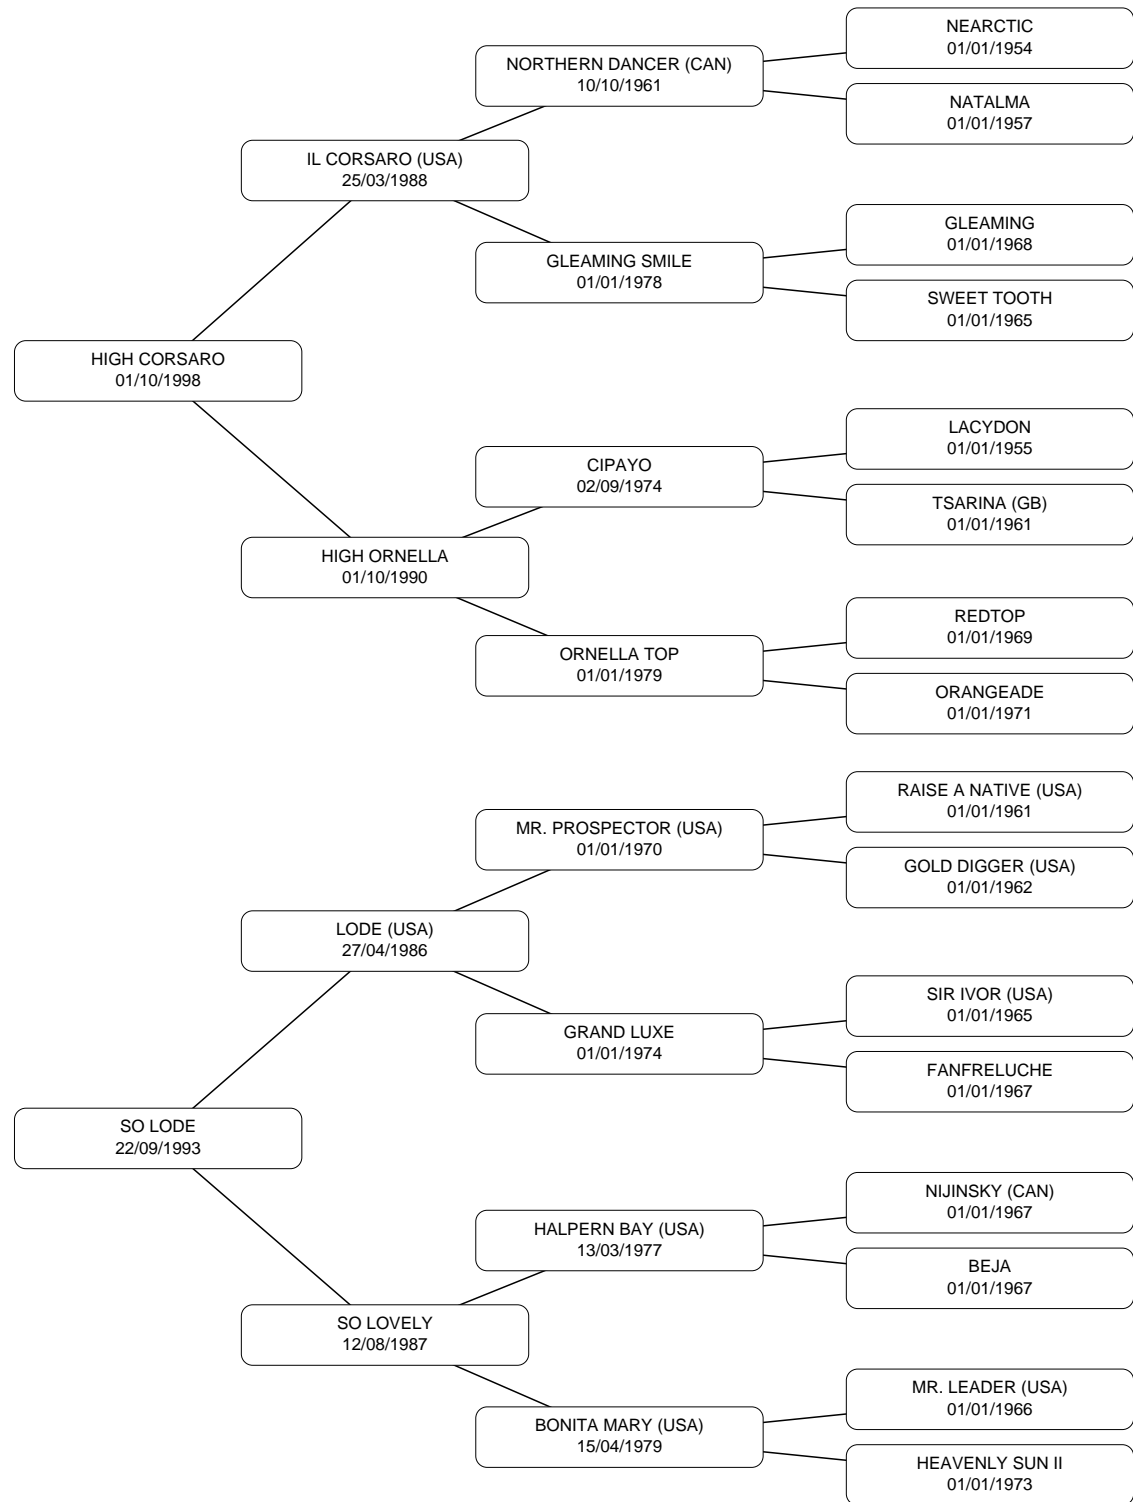 NEARCTIC
01/01/1954
NORTHERN DANCER (CAN)
10/10/1961
NATALMA
01/01/1957
IL CORSARO (USA)
25/03/1988
GLEAMING
01/01/1968
GLEAMING SMILE
01/01/1978
SWEET TOOTH
01/01/1965
HIGH CORSARO
01/10/1998
LACYDON
01/01/1955
CIPAYO
02/09/1974
TSARINA (GB)
01/01/1961
HIGH ORNELLA
01/10/1990
REDTOP
01/01/1969
ORNELLA TOP
01/01/1979
ORANGEADE
01/01/1971
RAISE A NATIVE (USA)
01/01/1961
MR. PROSPECTOR (USA)
01/01/1970
GOLD DIGGER (USA)
01/01/1962
LODE (USA)
27/04/1986
SIR IVOR (USA)
01/01/1965
GRAND LUXE
01/01/1974
FANFRELUCHE
01/01/1967
SO LODE
22/09/1993
NIJINSKY (CAN)
01/01/1967
HALPERN BAY (USA)
13/03/1977
BEJA
01/01/1967
SO LOVELY
12/08/1987
MR. LEADER (USA)
01/01/1966
BONITA MARY (USA)
15/04/1979
HEAVENLY SUN II
01/01/1973